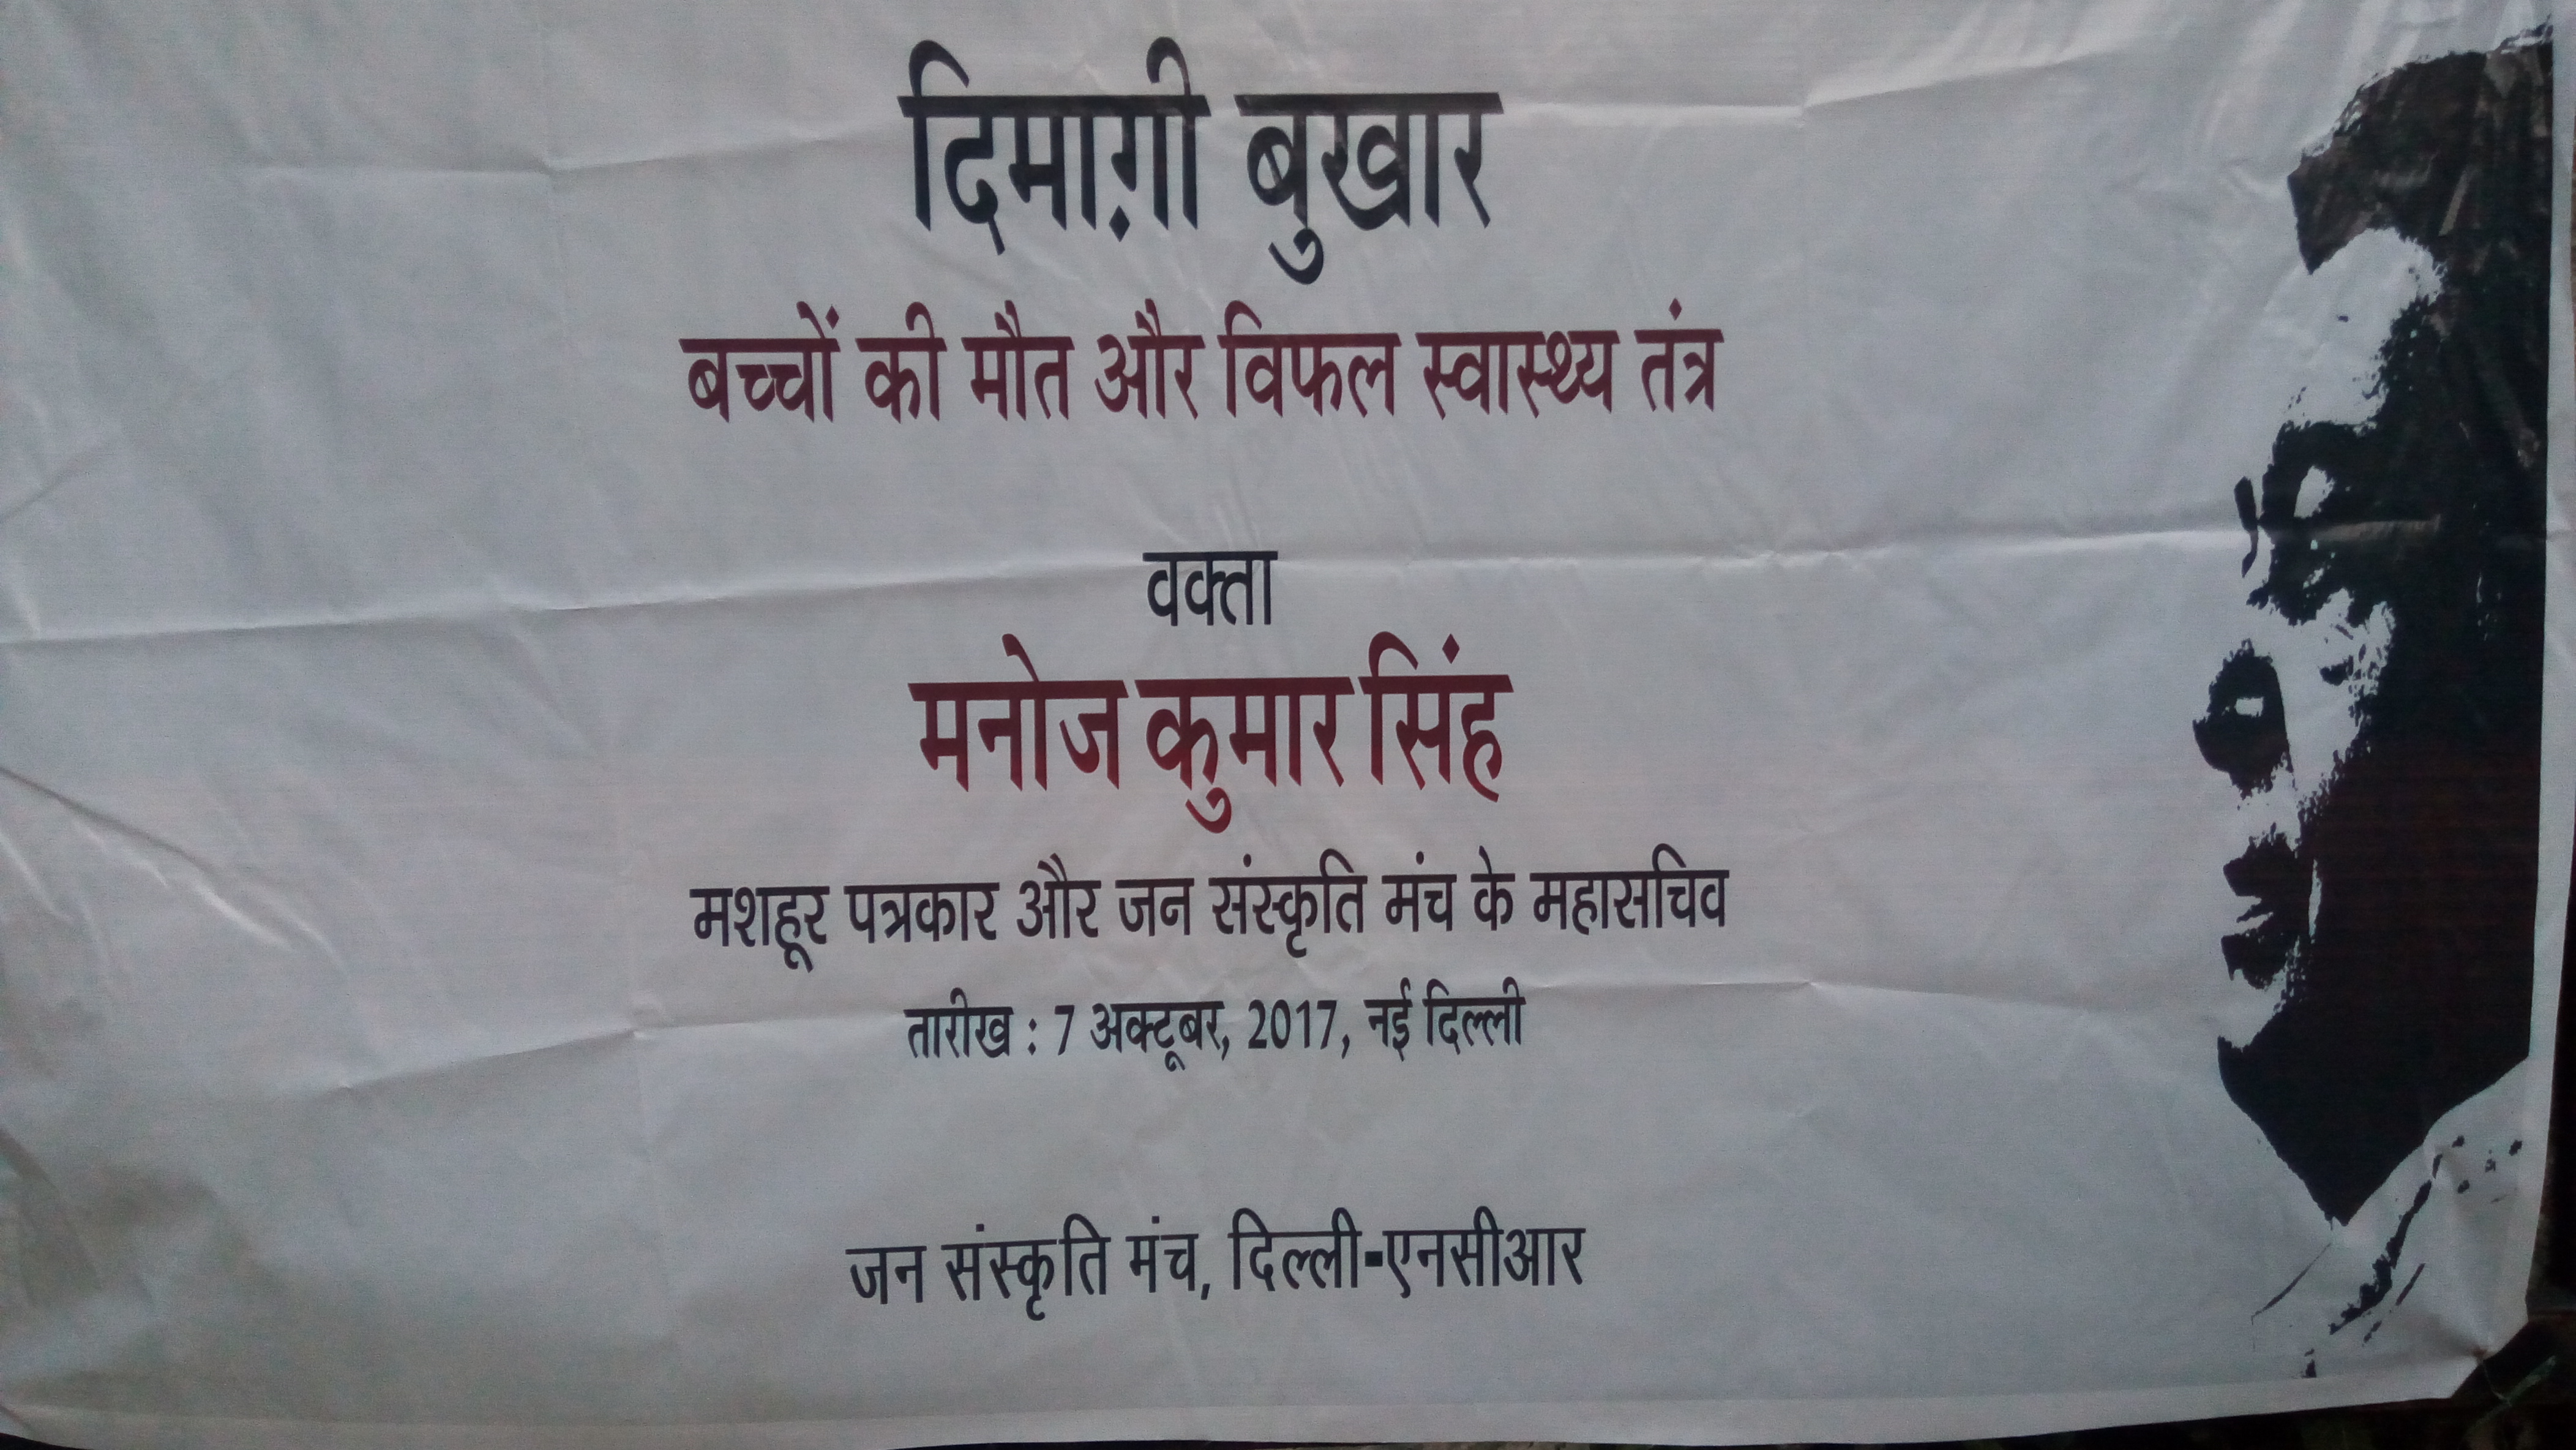 दिमाग़ी बुखार
बच्चों की मौत और विफल स्वास्थ्य तंत्र
वक्ता
मनोज कुमार सिंह
मशहूर पत्रकार और जन संस्कृति मंच के महासचिव
तारीख : 7 अक्टूबर, 2017, नई दिल्ली
जन संस्कृति मंच, दिल्ली-एनसीआर